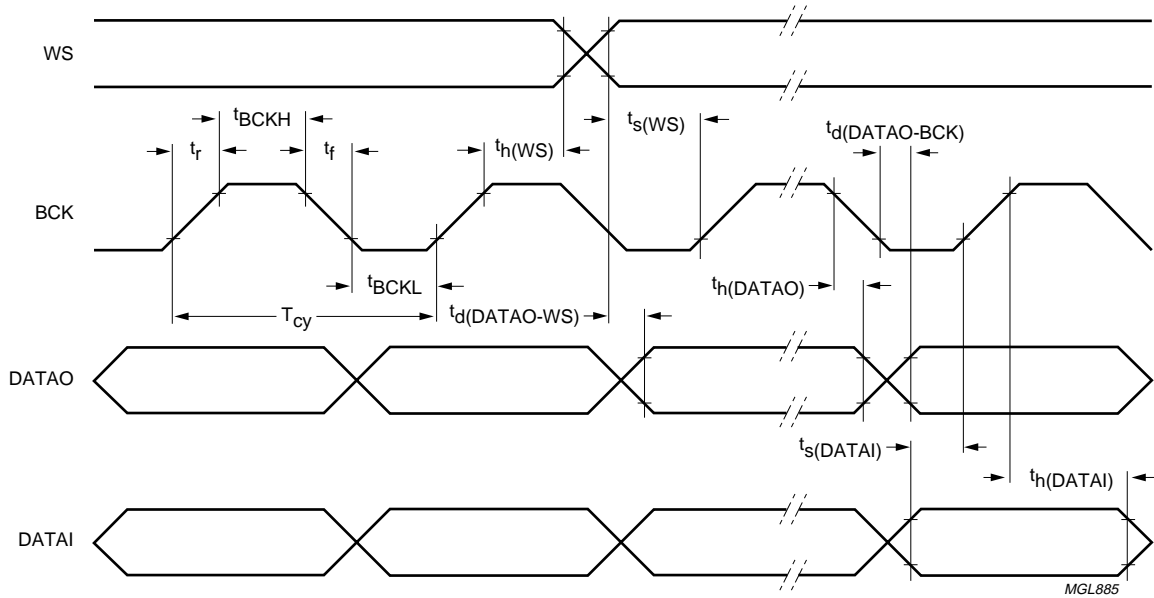 WS
tBCKH
ts(WS)
td(DATAO-BCK)
tr
tf
th(WS)
BCK
tBCKL
th(DATAO)
Tcy
td(DATAO-WS)
DATAO
ts(DATAI)
th(DATAI)
DATAI
MGL885